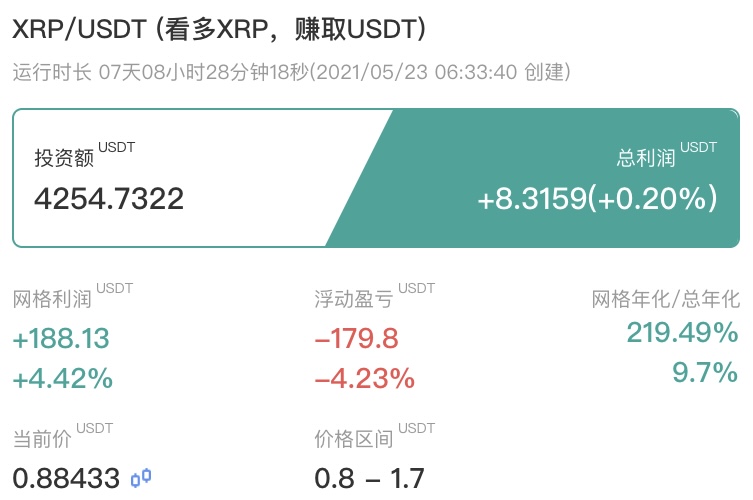 XRP/USDT (看多XRP，赚取USDT)
运行时长 07天08小时28分钟18秒(2021/05/23 06:33:40 创建)
投资额 USDT
总利润 USDT
4254.7322
+8.3159(+0.20%)
网格利润 USDT
浮动盈亏 USDT
网格年化/总年化
+188.13
-179.8
219.49%
+4.42%
-4.23%
9.7%
当前价 USDT
价格区间 USDT
0.88433
0.8 - 1.7